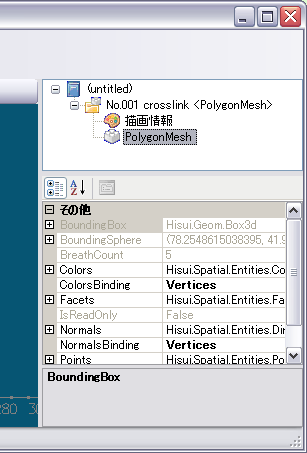 (untitled)
No.001 crosslink <PolygonMesh>
描画情報
PolygonMesh
その他
BoundingBox Hisui.Geom.Box3d
BoundingSphere (78.2548615038395, 41.9
BreathCount 5
Colors Hisui.Spatial.Entities.Co
ColorsBinding Vertices
Facets Hisui.Spatial.Entities.Fa
IsReadOnly False
Normals Hisui.Spatial.Entities.Di
NormalsBinding Vertices
Points Hisui.Spatial.Entities.Po
BoundingBox
280 30